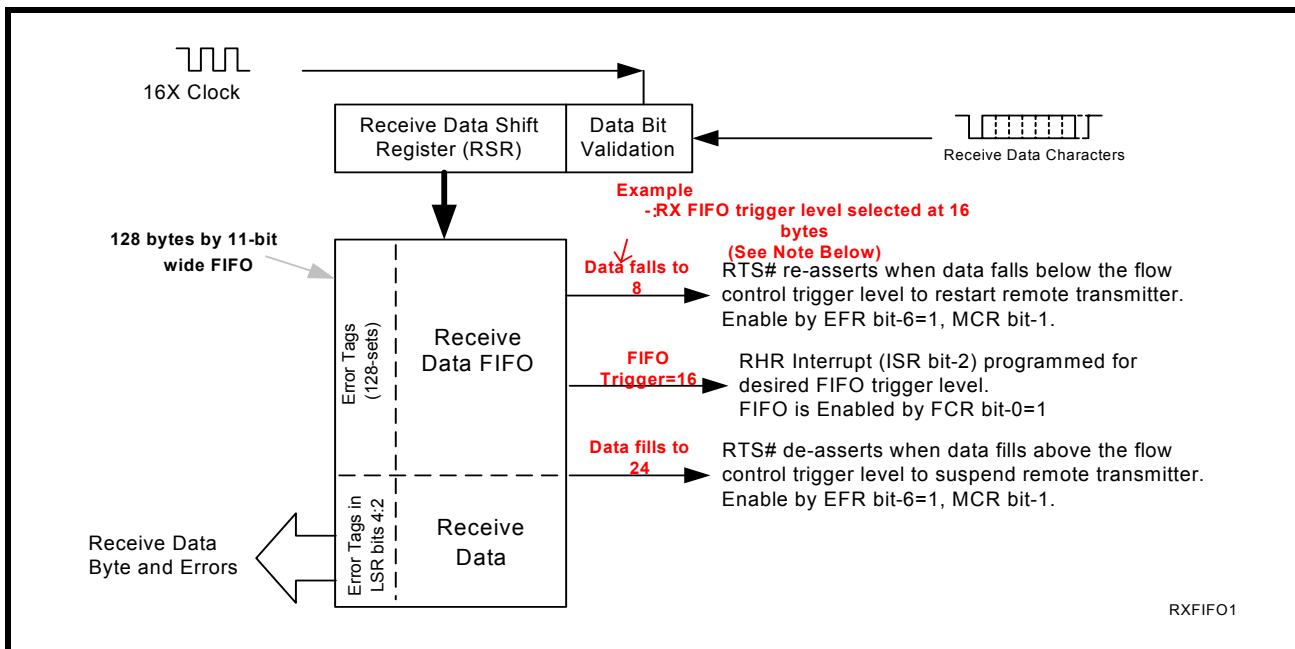 16X Clock
Receive Data Shift
Register (RSR)
Data Bit
Validation
Receive Data Characters
Example
-:RX FIFO trigger level selected at 16
bytes
(See Note Below)
128 bytes by 11-bit
wide FIFO
Data falls to
8
RTS# re-asserts when data falls below the flow
control trigger level to restart remote transmitter.
Enable by EFR bit-6=1, MCR bit-1.
Error Tags
(128-sets)
Receive
Data FIFO
FIFO
Trigger=16
RHR Interrupt (ISR bit-2) programmed for
desired FIFO trigger level.
FIFO is Enabled by FCR bit-0=1
Data fills to
24
RTS# de-asserts when data fills above the flow
control trigger level to suspend remote transmitter.
Enable by EFR bit-6=1, MCR bit-1.
Error Tags in
LSR bits 4:2
Receive
Data
Receive Data
Byte and Errors
RXFIFO1